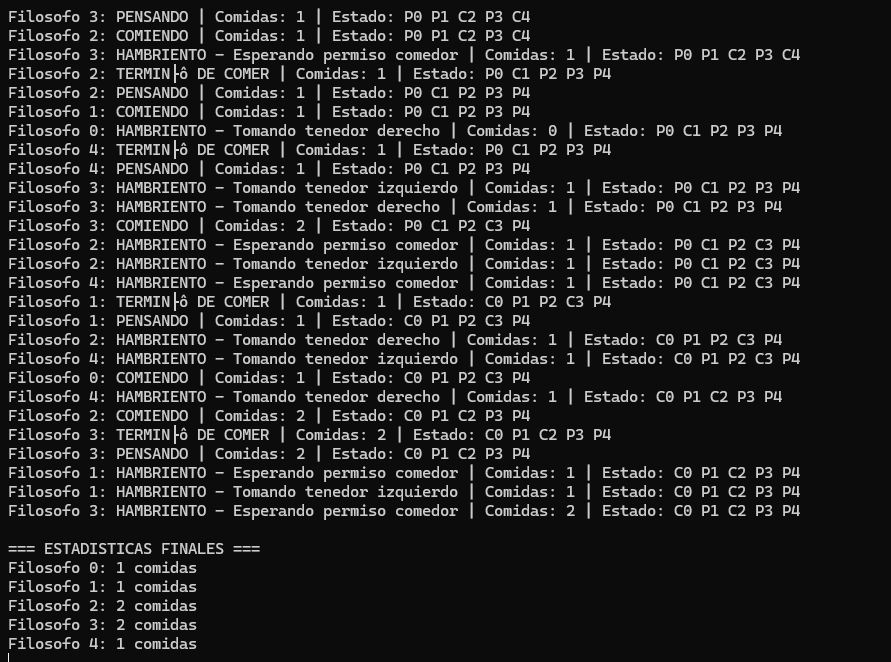 Filosofo 3: PENSANDO | Comidas: 1 | Estado: P0 P1 C2 P3 C4
Filosofo 2: COMIENDO | Comidas: 1 | Estado: P0 P1 C2 P3 C4
Filosofo 3: HAMBRIENTO - Esperando permiso comedor | Comidas: 1 | Estado: P0 P1 C2 P3 C4
Filosofo 2: TERMIN├ô DE COMER | Comidas: 1 | Estado: P0 C1 P2 P3 P4
Filosofo 2: PENSANDO | Comidas: 1 | Estado: P0 C1 P2 P3 P4
Filosofo 1: COMIENDO | Comidas: 1 | Estado: P0 C1 P2 P3 P4
Filosofo 0: HAMBRIENTO - Tomando tenedor derecho | Comidas: 0 | Estado: P0 C1 P2 P3 P4
Filosofo 4: TERMIN├ô DE COMER | Comidas: 1 | Estado: P0 C1 P2 P3 P4
Filosofo 4: PENSANDO | Comidas: 1 | Estado: P0 C1 P2 P3 P4
Filosofo 3: HAMBRIENTO - Tomando tenedor izquierdo | Comidas: 1 | Estado: P0 C1 P2 P3 P4
Filosofo 3: HAMBRIENTO - Tomando tenedor derecho | Comidas: 1 | Estado: P0 C1 P2 P3 P4
Filosofo 3: COMIENDO | Comidas: 2 | Estado: P0 C1 P2 C3 P4
Filosofo 2: HAMBRIENTO - Esperando permiso comedor | Comidas: 1 | Estado: P0 C1 P2 C3 P4
Filosofo 2: HAMBRIENTO - Tomando tenedor izquierdo | Comidas: 1 | Estado: P0 C1 P2 C3 P4
Filosofo 4: HAMBRIENTO - Esperando permiso comedor | Comidas: 1 | Estado: P0 C1 P2 C3 P4
Filosofo 1: TERMIN├ô DE COMER | Comidas: 1 | Estado: C0 P1 P2 C3 P4
Filosofo 1: PENSANDO | Comidas: 1 | Estado: C0 P1 P2 C3 P4
Filosofo 2: HAMBRIENTO - Tomando tenedor derecho | Comidas: 1 | Estado: C0 P1 P2 C3 P4
Filosofo 4: HAMBRIENTO - Tomando tenedor izquierdo | Comidas: 1 | Estado: C0 P1 P2 C3 P4
Filosofo 0: COMIENDO | Comidas: 1 | Estado: C0 P1 P2 C3 P4
Filosofo 4: HAMBRIENTO - Tomando tenedor derecho | Comidas: 1 | Estado: C0 P1 C2 P3 P4
Filosofo 2: COMIENDO | Comidas: 2 | Estado: C0 P1 C2 P3 P4
Filosofo 3: TERMIN├ô DE COMER | Comidas: 2 | Estado: C0 P1 C2 P3 P4
Filosofo 3: PENSANDO | Comidas: 2 | Estado: C0 P1 C2 P3 P4
Filosofo 1: HAMBRIENTO - Esperando permiso comedor | Comidas: 1 | Estado: C0 P1 C2 P3 P4
Filosofo 1: HAMBRIENTO - Tomando tenedor izquierdo | Comidas: 1 | Estado: C0 P1 C2 P3 P4
Filosofo 3: HAMBRIENTO - Esperando permiso comedor | Comidas: 2 | Estado: C0 P1 C2 P3 P4
=== ESTADISTICAS FINALES ===
Filosofo 0: 1 comidas
Filosofo 1: 1 comidas
Filosofo 2: 2 comidas
Filosofo 3: 2 comidas
Filosofo 4: 1 comidas